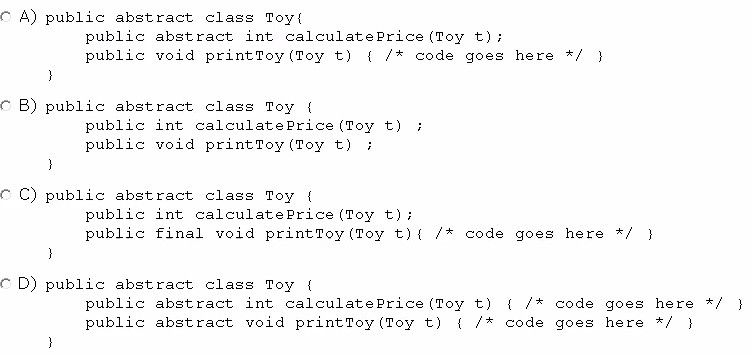 A) public abstract class Toy{
public abstract int calculatePrice(Toy t);
public void printToy(Toy t) { /* code goes here */ }
}
B) public abstract class Toy {
public int calculatePrice(Toy t) ;
public void printToy(Toy t) ;
}
C) public abstract class Toy {
public int calculatePrice(Toy t);
public final void printToy(Toy t){ /* code goes here */ }
}
D) public abstract class Toy {
public abstract int calculatePrice(Toy t) { /* code goes here */ }
public abstract void printToy(Toy t) { /* code goes here */ }
}